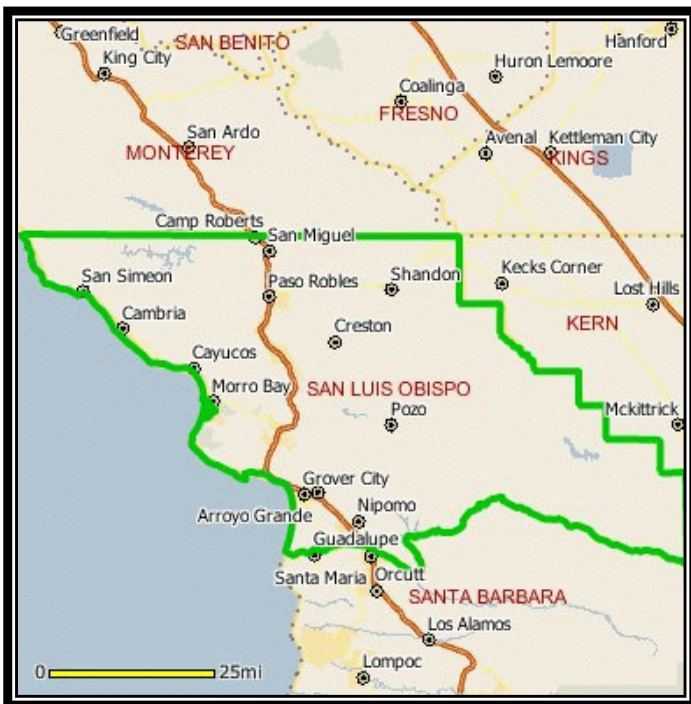 Greenfield
SAN BENITO
Hanford
King City
Huron Lemoore
Coalinga
FRESNO
San Ardo
MONTEREY
Avenal
Kettleman City
KINGS
Camp Roberts
San Miguel
San Simeon
Paso Robles
Shandon
Kecks Corner
Lost Hills
Cambria
Creston
KERN
Cayucos
Morro Bay
SAN LUIS OBISPO
Pozo
Mckittrick
Grover City
Arroyo Grande
Nipomo
Guadalupe
Santa Maria
Orcutt
SANTA BARBARA
Los Alamos
Lompoc
0 25mi